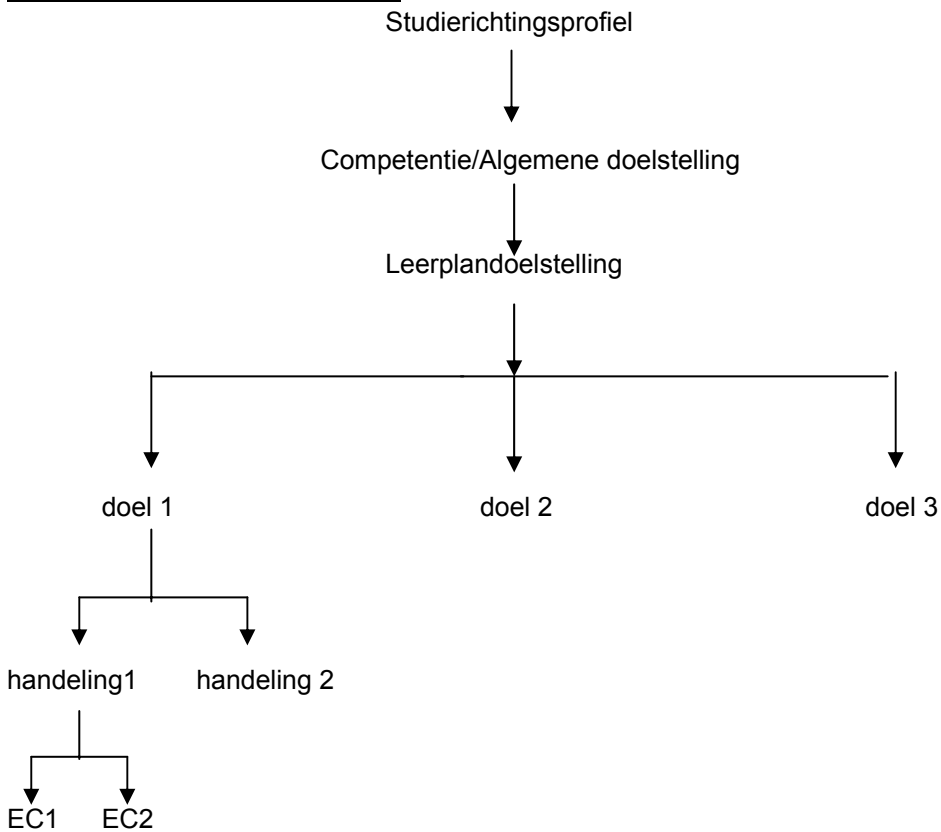 Studierichtingsprofiel
Competentie/Algemene doelstelling
Leerplandoelstelling
doel 1 doel 2 doel 3
handeling1 handeling 2
EC1 EC2